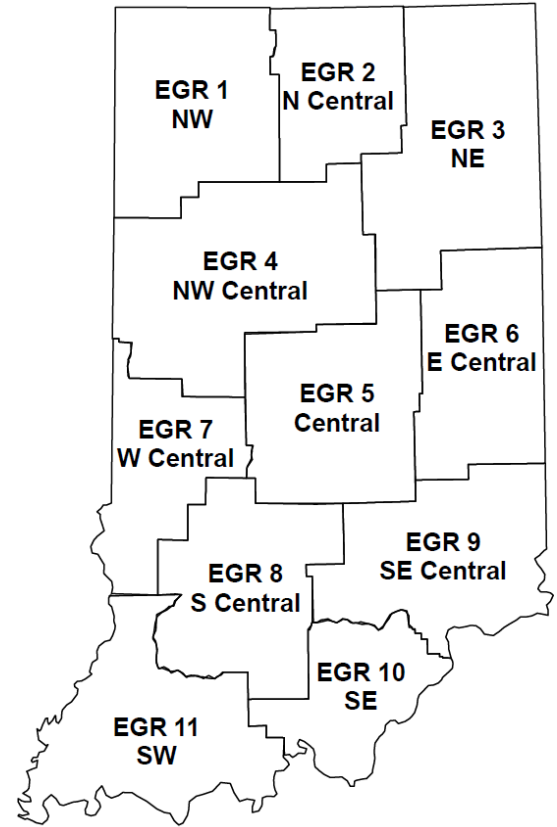 EGR 1
NW
EGR 2
N Central
EGR 3
NE
EGR 4
NW Central
EGR 5
Central
EGR 6
E Central
EGR 7
W Central
EGR 8
S Central
EGR 9
SE Central
EGR 10
SE
EGR 11
SW